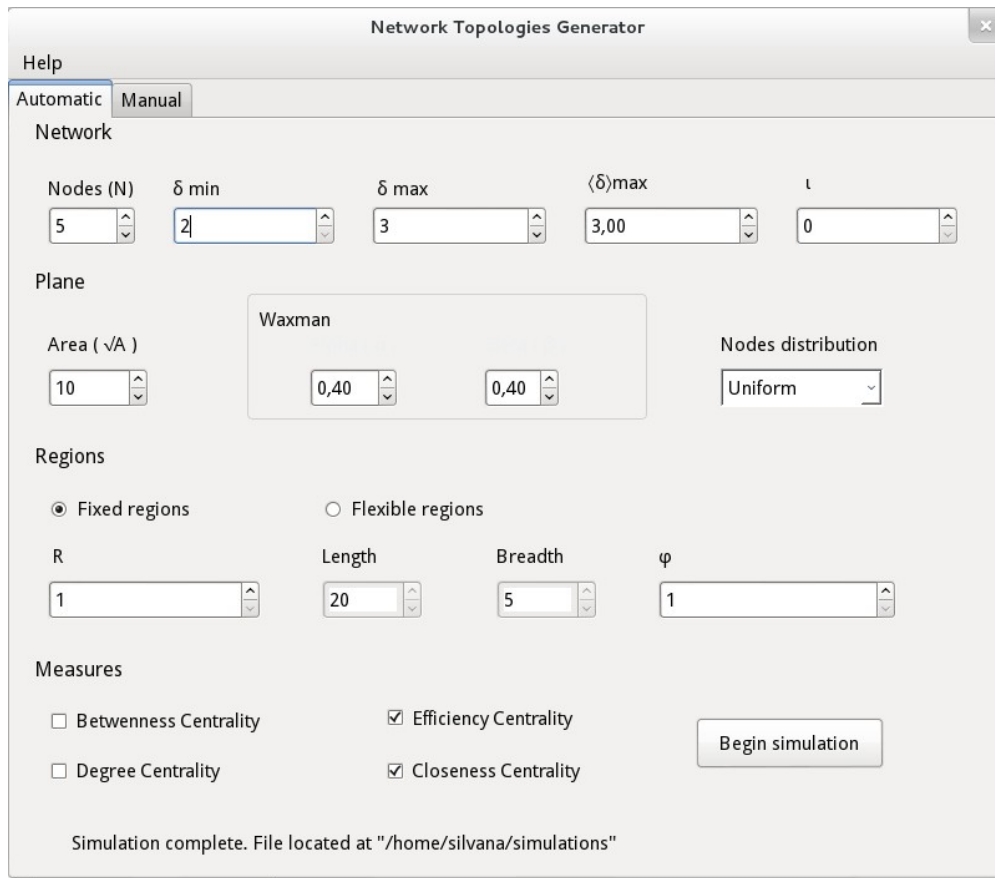 Network Topologies Generator
Help
Automatic Manual
Network
Nodes (N) δ min δ max ⟨δ⟩max ι
5 2 3 3,00 0
Plane
Waxman
Area ( √A ) Nodes distribution
10 0,40 0,40 Uniform
Regions
Fixed regions Flexible regions
R Length Breadth φ
1 20 5 1
Measures
Betwenness Centrality Efficiency Centrality
Begin simulation
Degree Centrality Closeness Centrality
Simulation complete. File located at "/home/silvana/simulations"